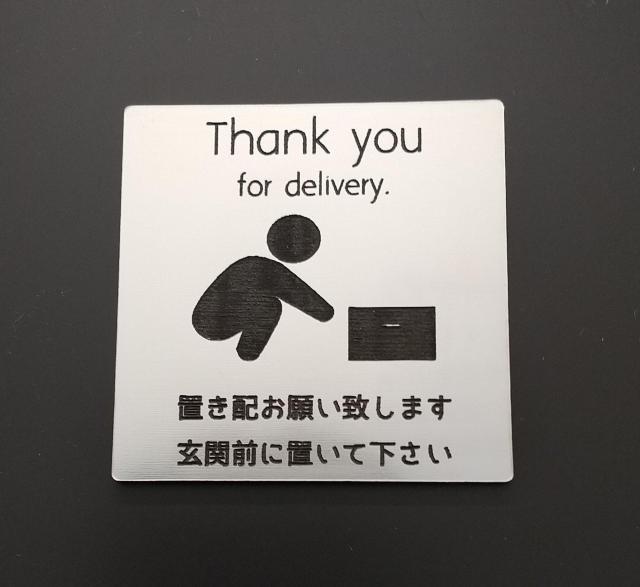 Thank you
for delivery.
置き配お願い致します
玄関前に置いて下さい